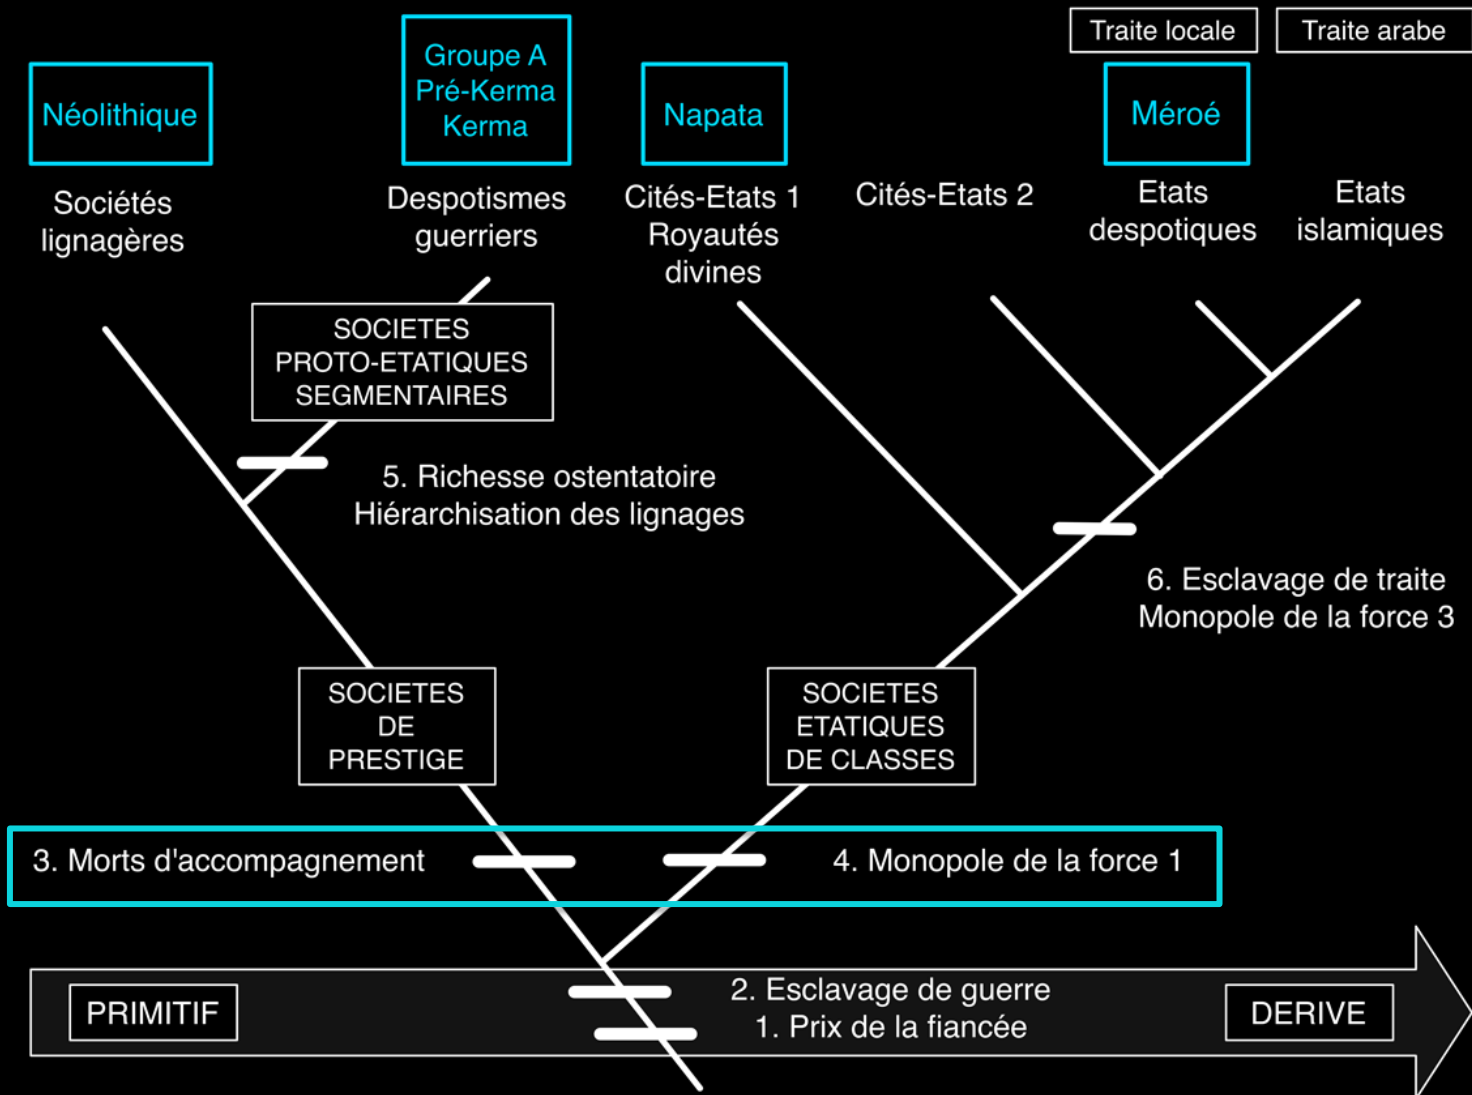 Traite locale
Traite arabe
Néolithique
Groupe A
Pré-Kerma
Kerma
Napata
Méroé
Sociétés
lignagères
Despotismes
guerriers
Cités-Etats 1
Royautés
divines
Cités-Etats 2
Etats
despotiques
Etats
islamiques
SOCIETES
PROTO-ETATIQUES
SEGMENTAIRES
5. Richesse ostentatoire
Hiérarchisation des lignages
6. Esclavage de traite
Monopole de la force 3
SOCIETES
DE
PRESTIGE
SOCIETES
ETATIQUES
DE CLASSES
3. Morts d'accompagnement
4. Monopole de la force 1
PRIMITIF
2. Esclavage de guerre
1. Prix de la fiancée
DERIVE